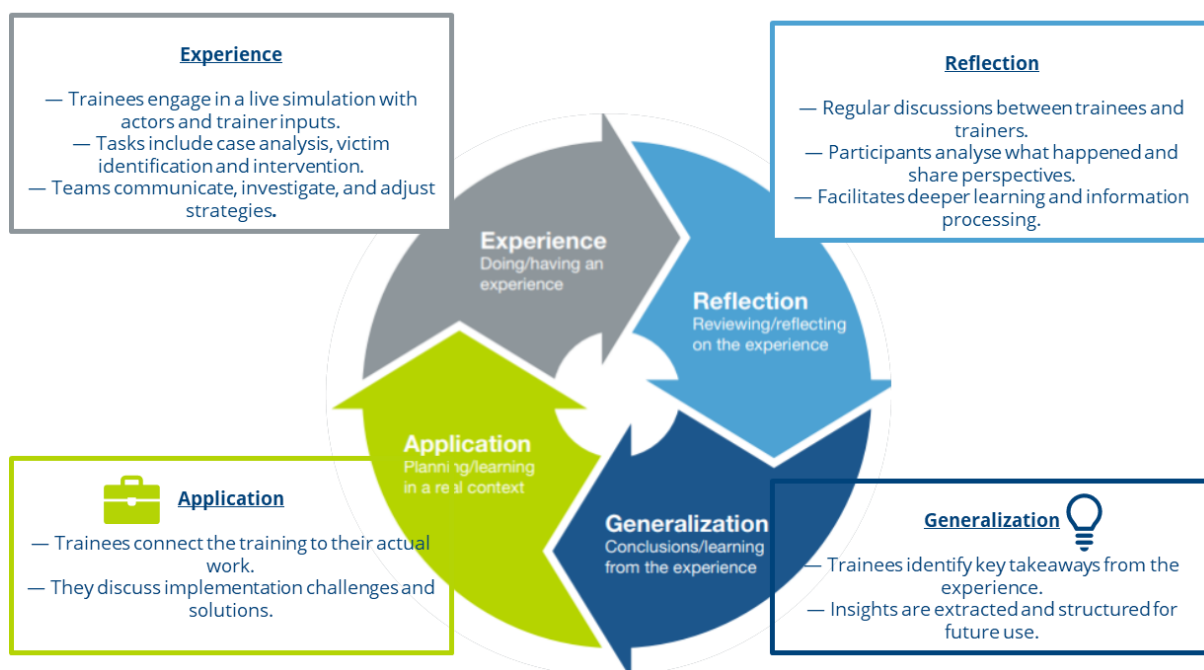 Experience
— Trainees engage in a live simulation with
actors and trainer inputs.
— Tasks include case analysis, victim
identification and intervention.
— Teams communicate, investigate, and adjust
strategies.
Reflection
— Regular discussions between trainees and
trainers.
— Participants analyse what happened and
share perspectives.
— Facilitates deeper learning and information
processing.
Experience
Doing/having an
experience
Reflection
Reviewing/reflecting
on the experience
Application
Planning/learning
in a real context
Generalization
Conclusions/learning
from the experience
Application
— Trainees connect the training to their actual
work.
— They discuss implementation challenges and
solutions.
Generalization
— Trainees identify key takeaways from the
experience.
— Insights are extracted and structured for
future use.